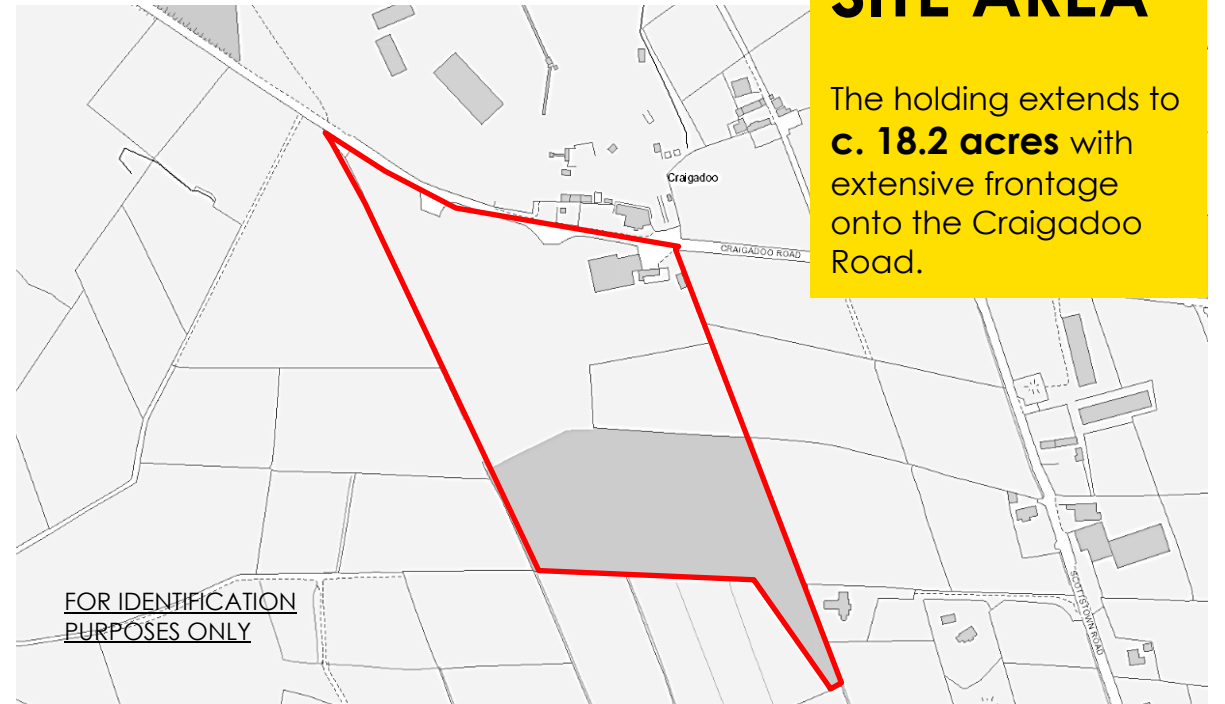 SITE AREA
The holding extends to
c. 18.2 acres with
extensive frontage
onto the Craigadoo
Road.
Craigadoo
CRAIGADOO ROAD
SCOTTSTOWN ROAD
FOR IDENTIFICATION
PURPOSES ONLY